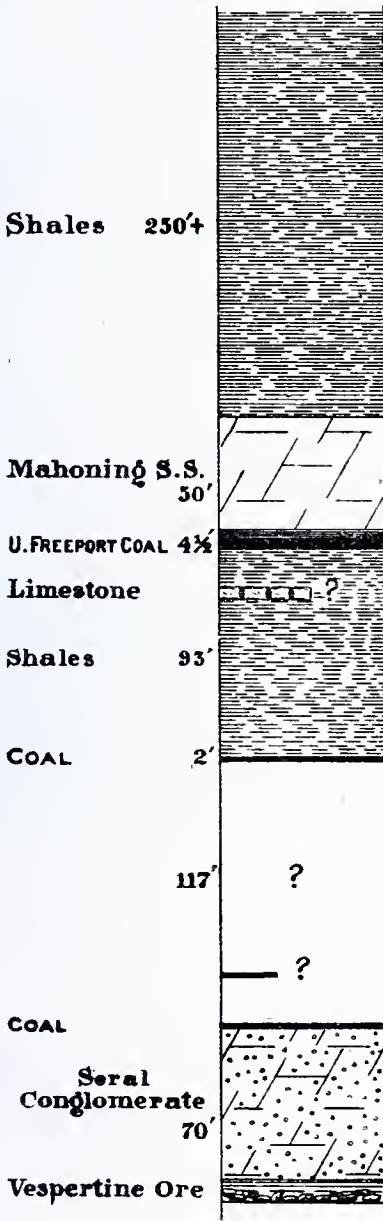 Shales 250'+
Mahoning S.S.
50'
U. FREEPORT COAL 4½'
Limestone ?
Shales 93'
COAL 2'
117' ?
?
COAL
Seral
Conglomerate
70'
Vespertine Ore